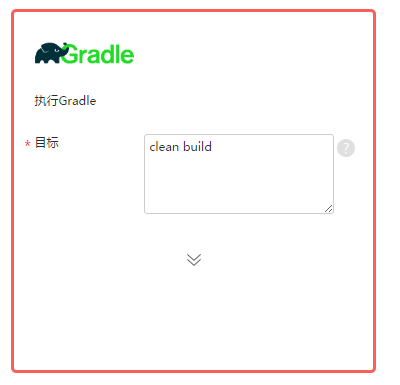 Gradle
执行Gradle
* 目标
clean build
?